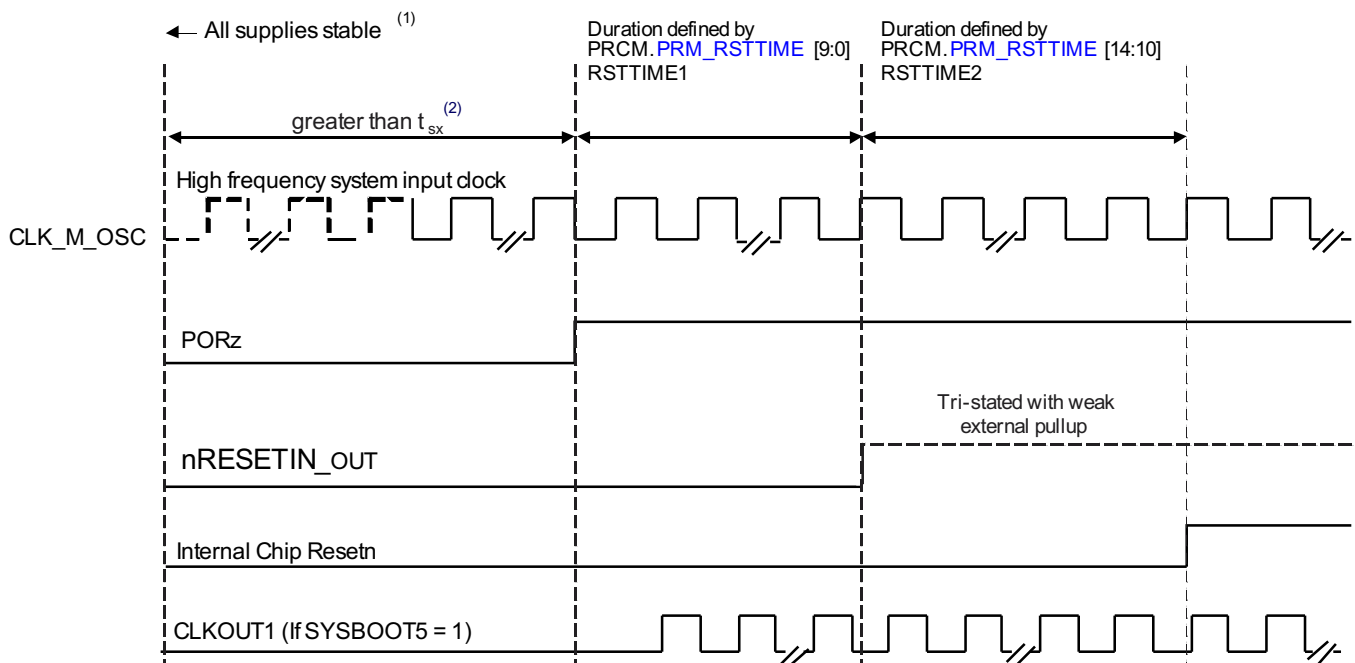 All supplies stable (1)
Duration defined by
PRCM.PRM_RSTTIME [9:0]
RSTTIME1
Duration defined by
PRCM.PRM_RSTTIME [14:10]
RSTTIME2
greater than t sx (2)
High frequency system input clock
CLK_M_OSC
PORz
Tri-stated with weak
external pullup
nRESETIN_OUT
Internal Chip Resetn
CLKOUT1 (If SYSBOOT5 = 1)